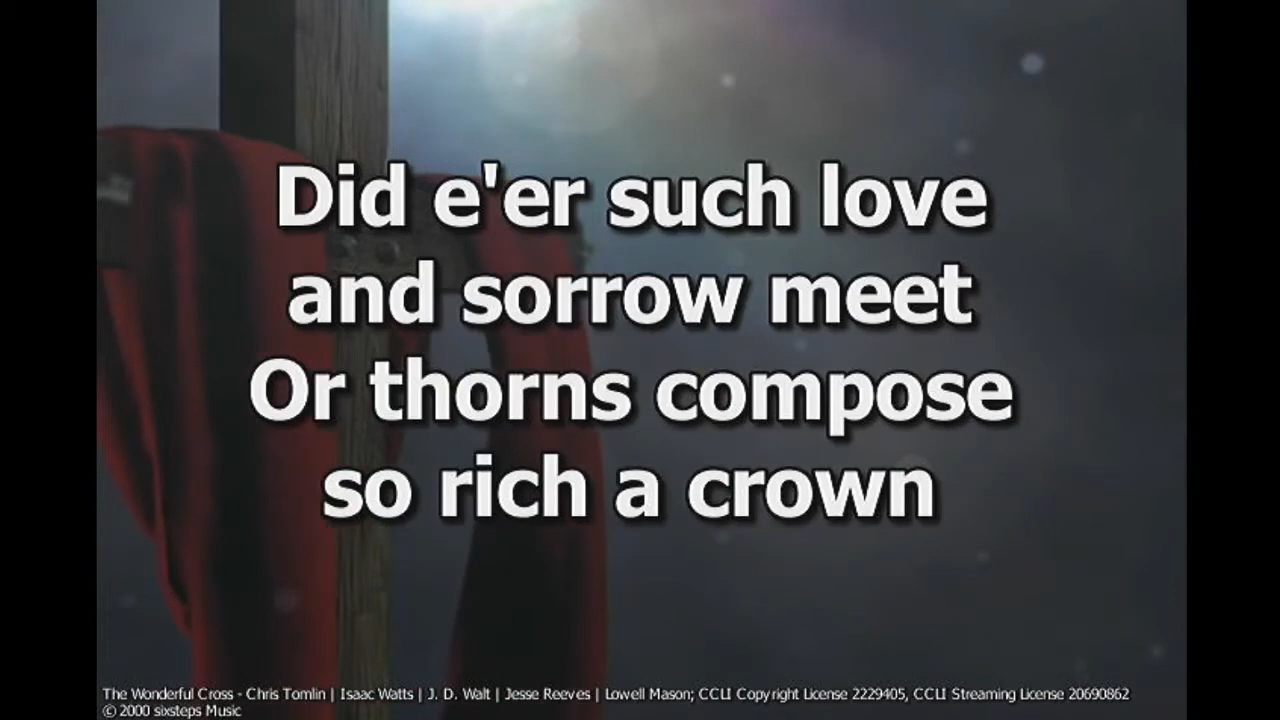 Did e'er such love
and sorrow meet
Or thorns compose
so rich a crown
The Wonderful Cross - Chris Tomlin | Isaac Watts | J. D. Walt | Jesse Reeves | Lowell Mason; CCLI Copyright License 2229405, CCLI Streaming License 20690862
© 2000 sixsteps Music